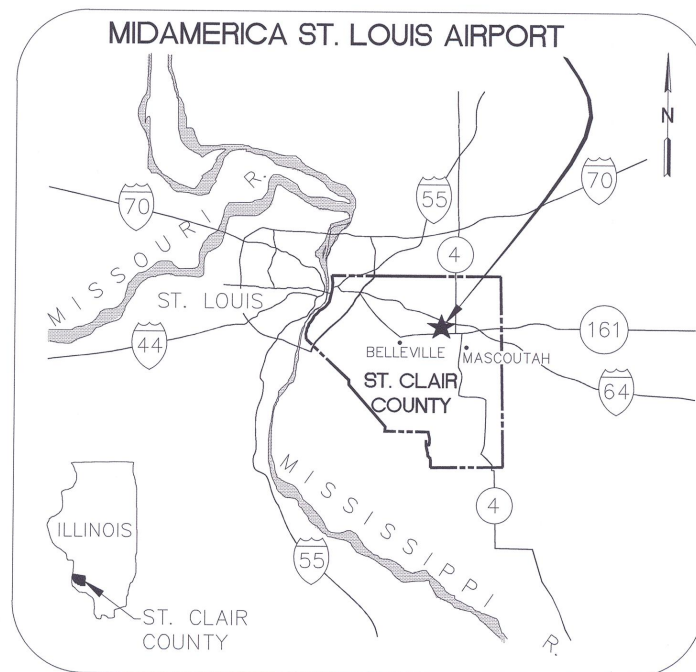 MIDAMERICA ST. LOUIS AIRPORT
N
70
55
70
MISSOURI R.
4
ST. LOUIS
161
44
BELLEVILLE
MASCOUTAH
ST. CLAIR
COUNTY
64
MISSISSIPPI R.
4
ILLINOIS
55
ST. CLAIR
COUNTY